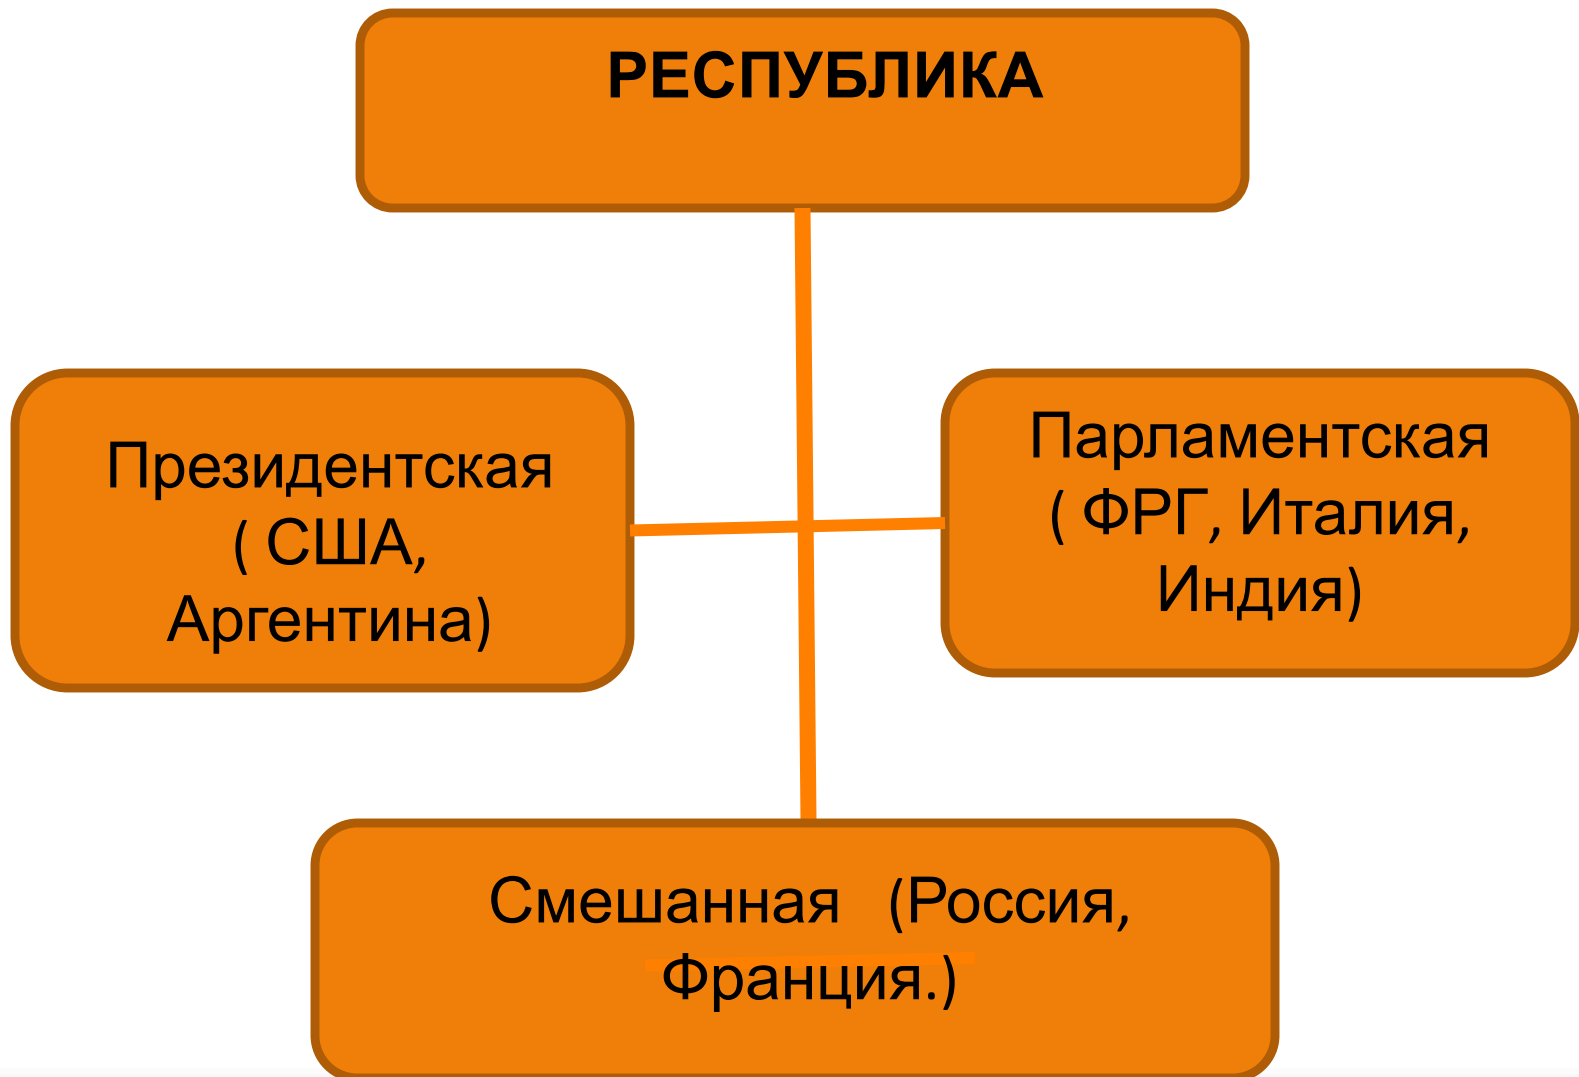 РЕСПУБЛИКА
Президентская
( США,
Аргентина)
Парламентская
( ФРГ, Италия,
Индия)
Смешанная (Россия,
Франция.)